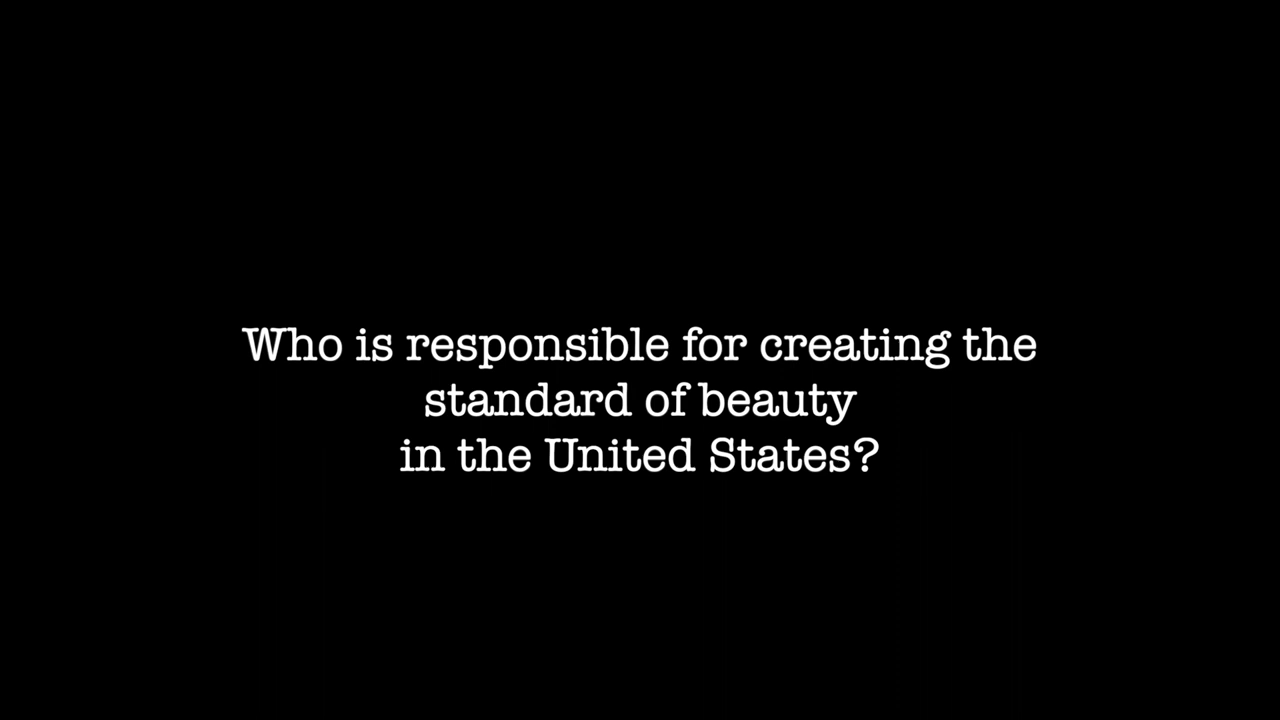 Who is responsible for creating the
standard of beauty
in the United States?